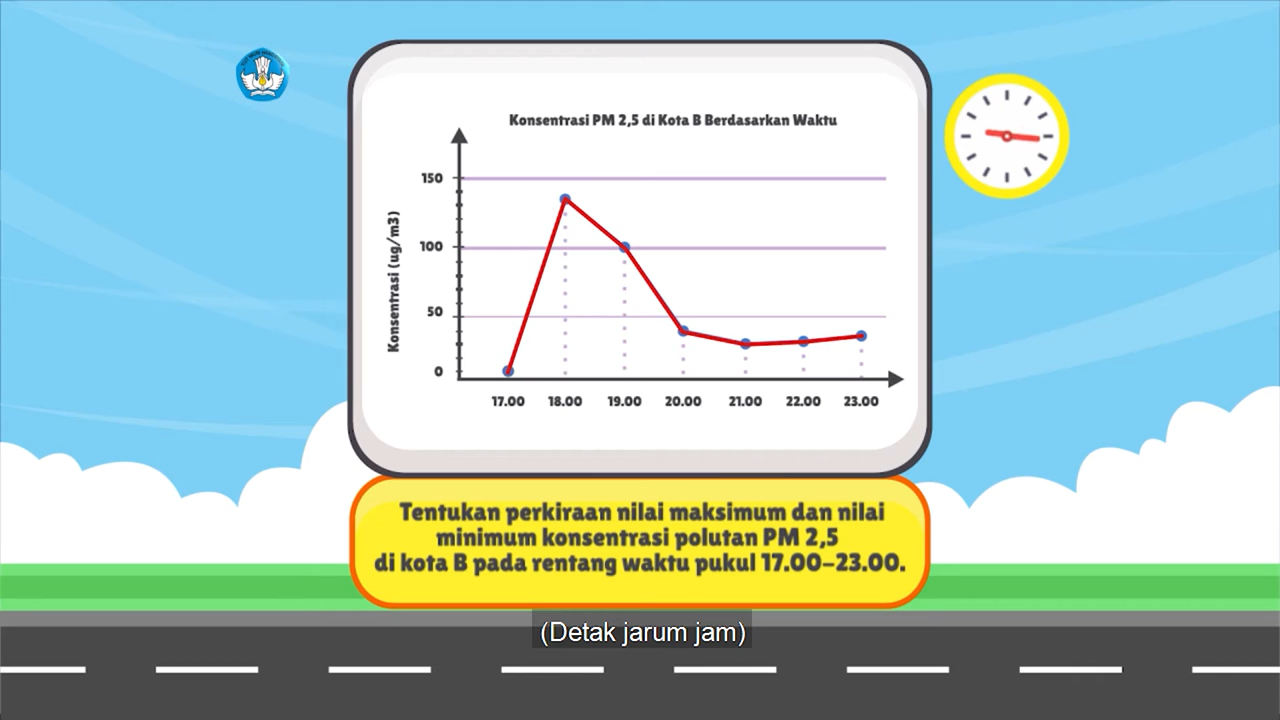 Konsentrasi PM 2,5 di Kota B Berdasarkan Waktu
Konsentrasi (ug/m3)
150
100
50
0
17.00 18.00 19.00 20.00 21.00 22.00 23.00
Tentukan perkiraan nilai maksimum dan nilai
minimum konsentrasi polutan PM 2,5
di kota B pada rentang waktu pukul 17.00–23.00.
(Detak jarum jam)